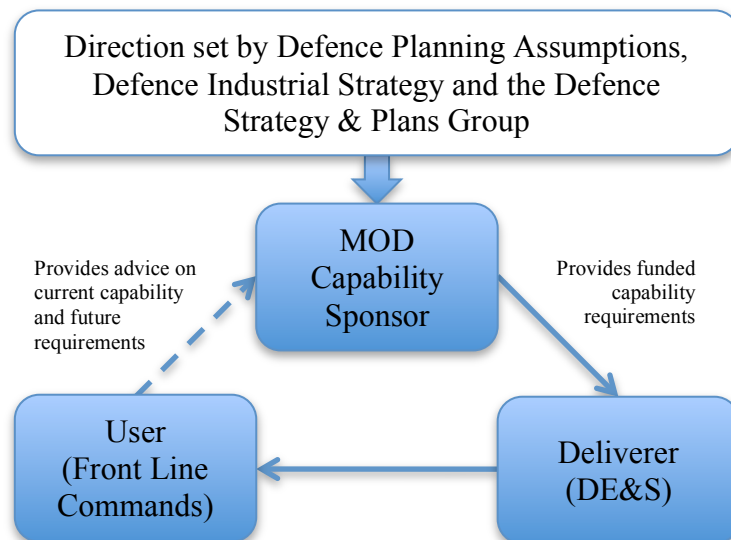 Direction set by Defence Planning Assumptions,
Defence Industrial Strategy and the Defence
Strategy & Plans Group
MOD
Capability
Sponsor
Provides advice on
current capability
and future
requirements
Provides funded
capability
requirements
User
(Front Line
Commands)
Deliverer
(DE&S)